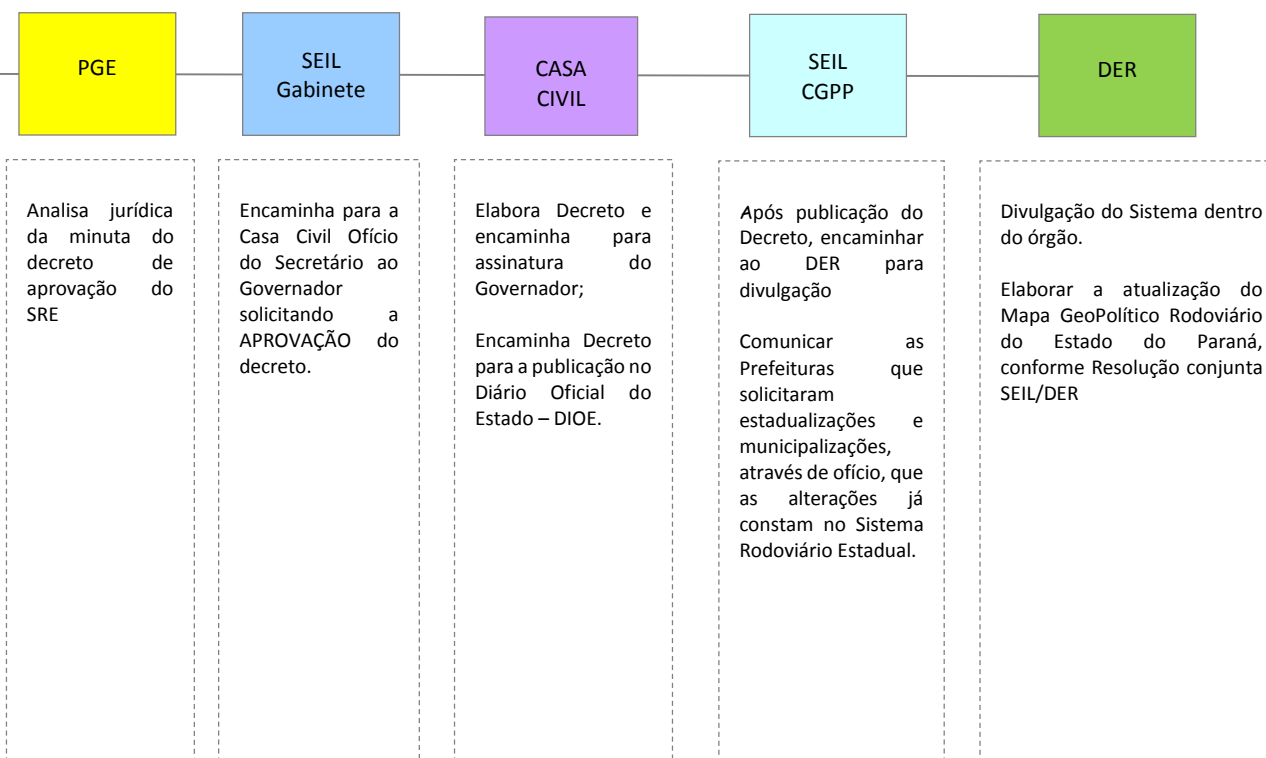 PGE
SEIL
Gabinete
CASA
CIVIL
SEIL
CGPP
DER
Analisa jurídica
da minuta do
decreto de
aprovação do
SRE
Encaminha para a
Casa Civil Ofício
do Secretário ao
Governador
solicitando a
APROVAÇÃO do
decreto.
Elabora Decreto e
encaminha para
assinatura do
Governador;
Encaminha Decreto
para a publicação no
Diário Oficial do
Estado – DIOE.
Após publicação do
Decreto, encaminhar
ao DER para
divulgação
Comunicar as
Prefeituras que
solicitaram
estadualizações e
municipalizações,
através de ofício, que
as alterações já
constam no Sistema
Rodoviário Estadual.
Divulgação do Sistema dentro
do órgão.
Elaborar a atualização do
Mapa GeoPolítico Rodoviário
do Estado do Paraná,
conforme Resolução conjunta
SEIL/DER